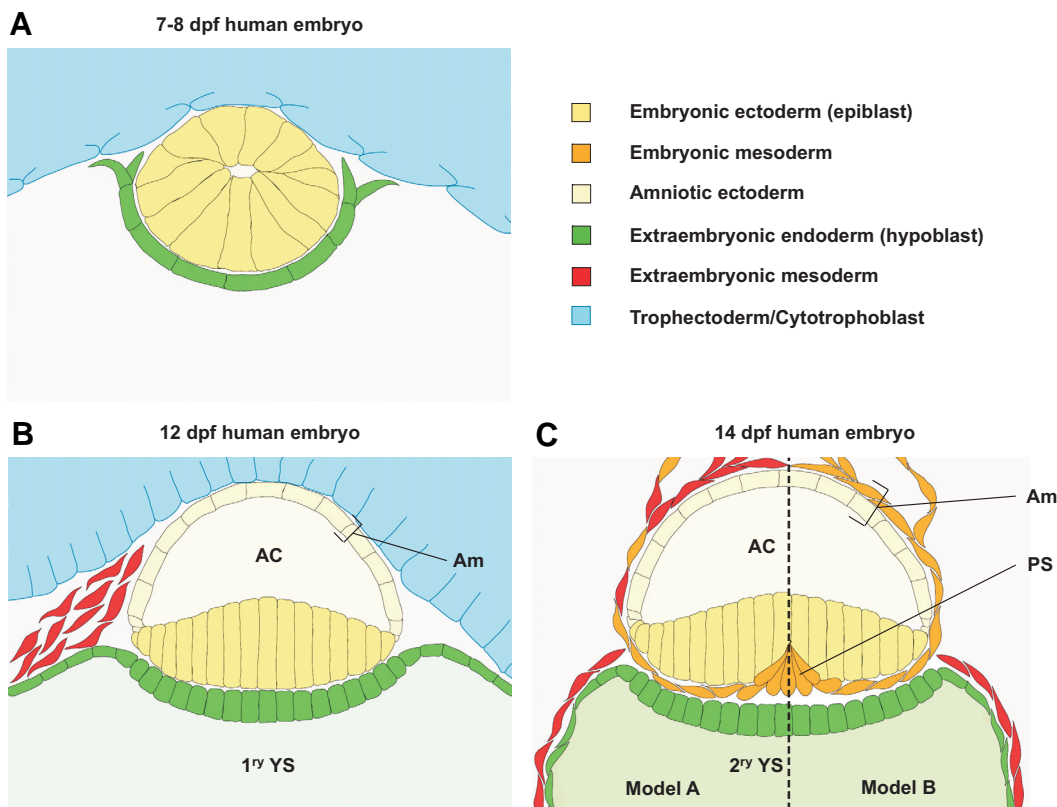 A
7-8 dpf human embryo
Embryonic ectoderm (epiblast)
Embryonic mesoderm
Amniotic ectoderm
Extraembryonic endoderm (hypoblast)
Extraembryonic mesoderm
Trophectoderm/Cytotrophoblast
B
12 dpf human embryo
AC
Am
1ry YS
C
14 dpf human embryo
Am
AC
PS
2ry YS
Model A
Model B